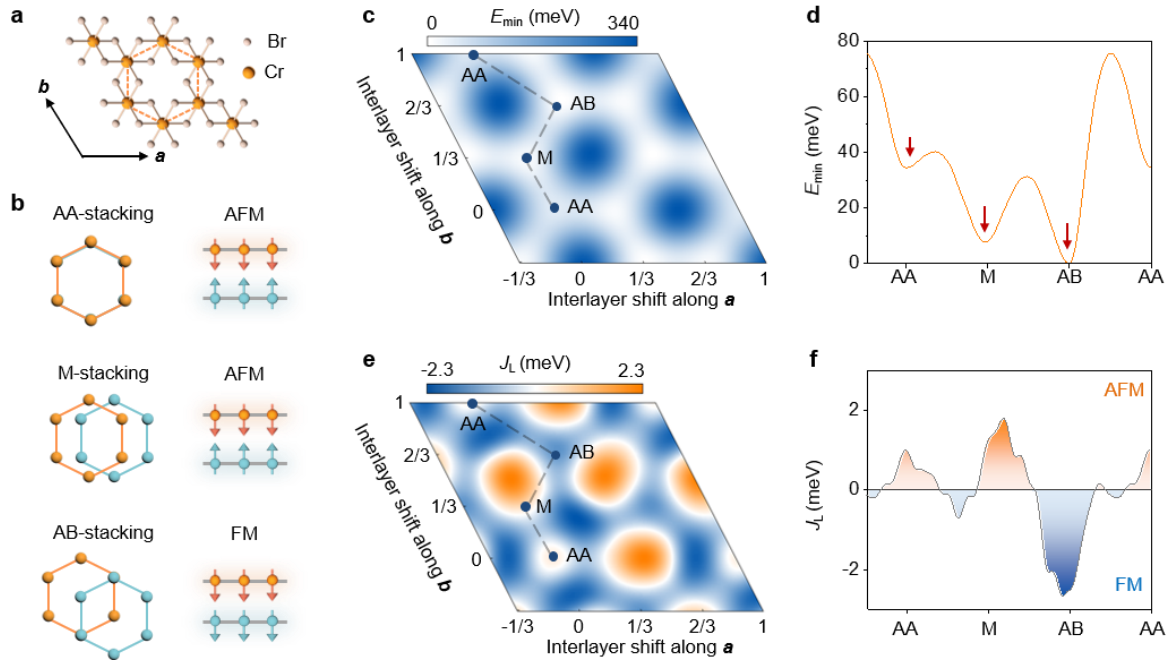 a
Br
Cr
b
a
b
AA-stacking
AFM
M-stacking
AFM
AB-stacking
FM
c
E_min (meV)
0
340
1
2/3
1/3
0
Interlayer shift along b
AA
AB
M
AA
-1/3
0
1/3
2/3
1
Interlayer shift along a
d
80
60
40
20
0
E_min (meV)
AA
M
AB
AA
e
J_L (meV)
-2.3
2.3
1
2/3
1/3
0
Interlayer shift along b
AA
AB
M
AA
-1/3
0
1/3
2/3
1
Interlayer shift along a
f
2
0
-2
J_L (meV)
AFM
FM
AA
M
AB
AA